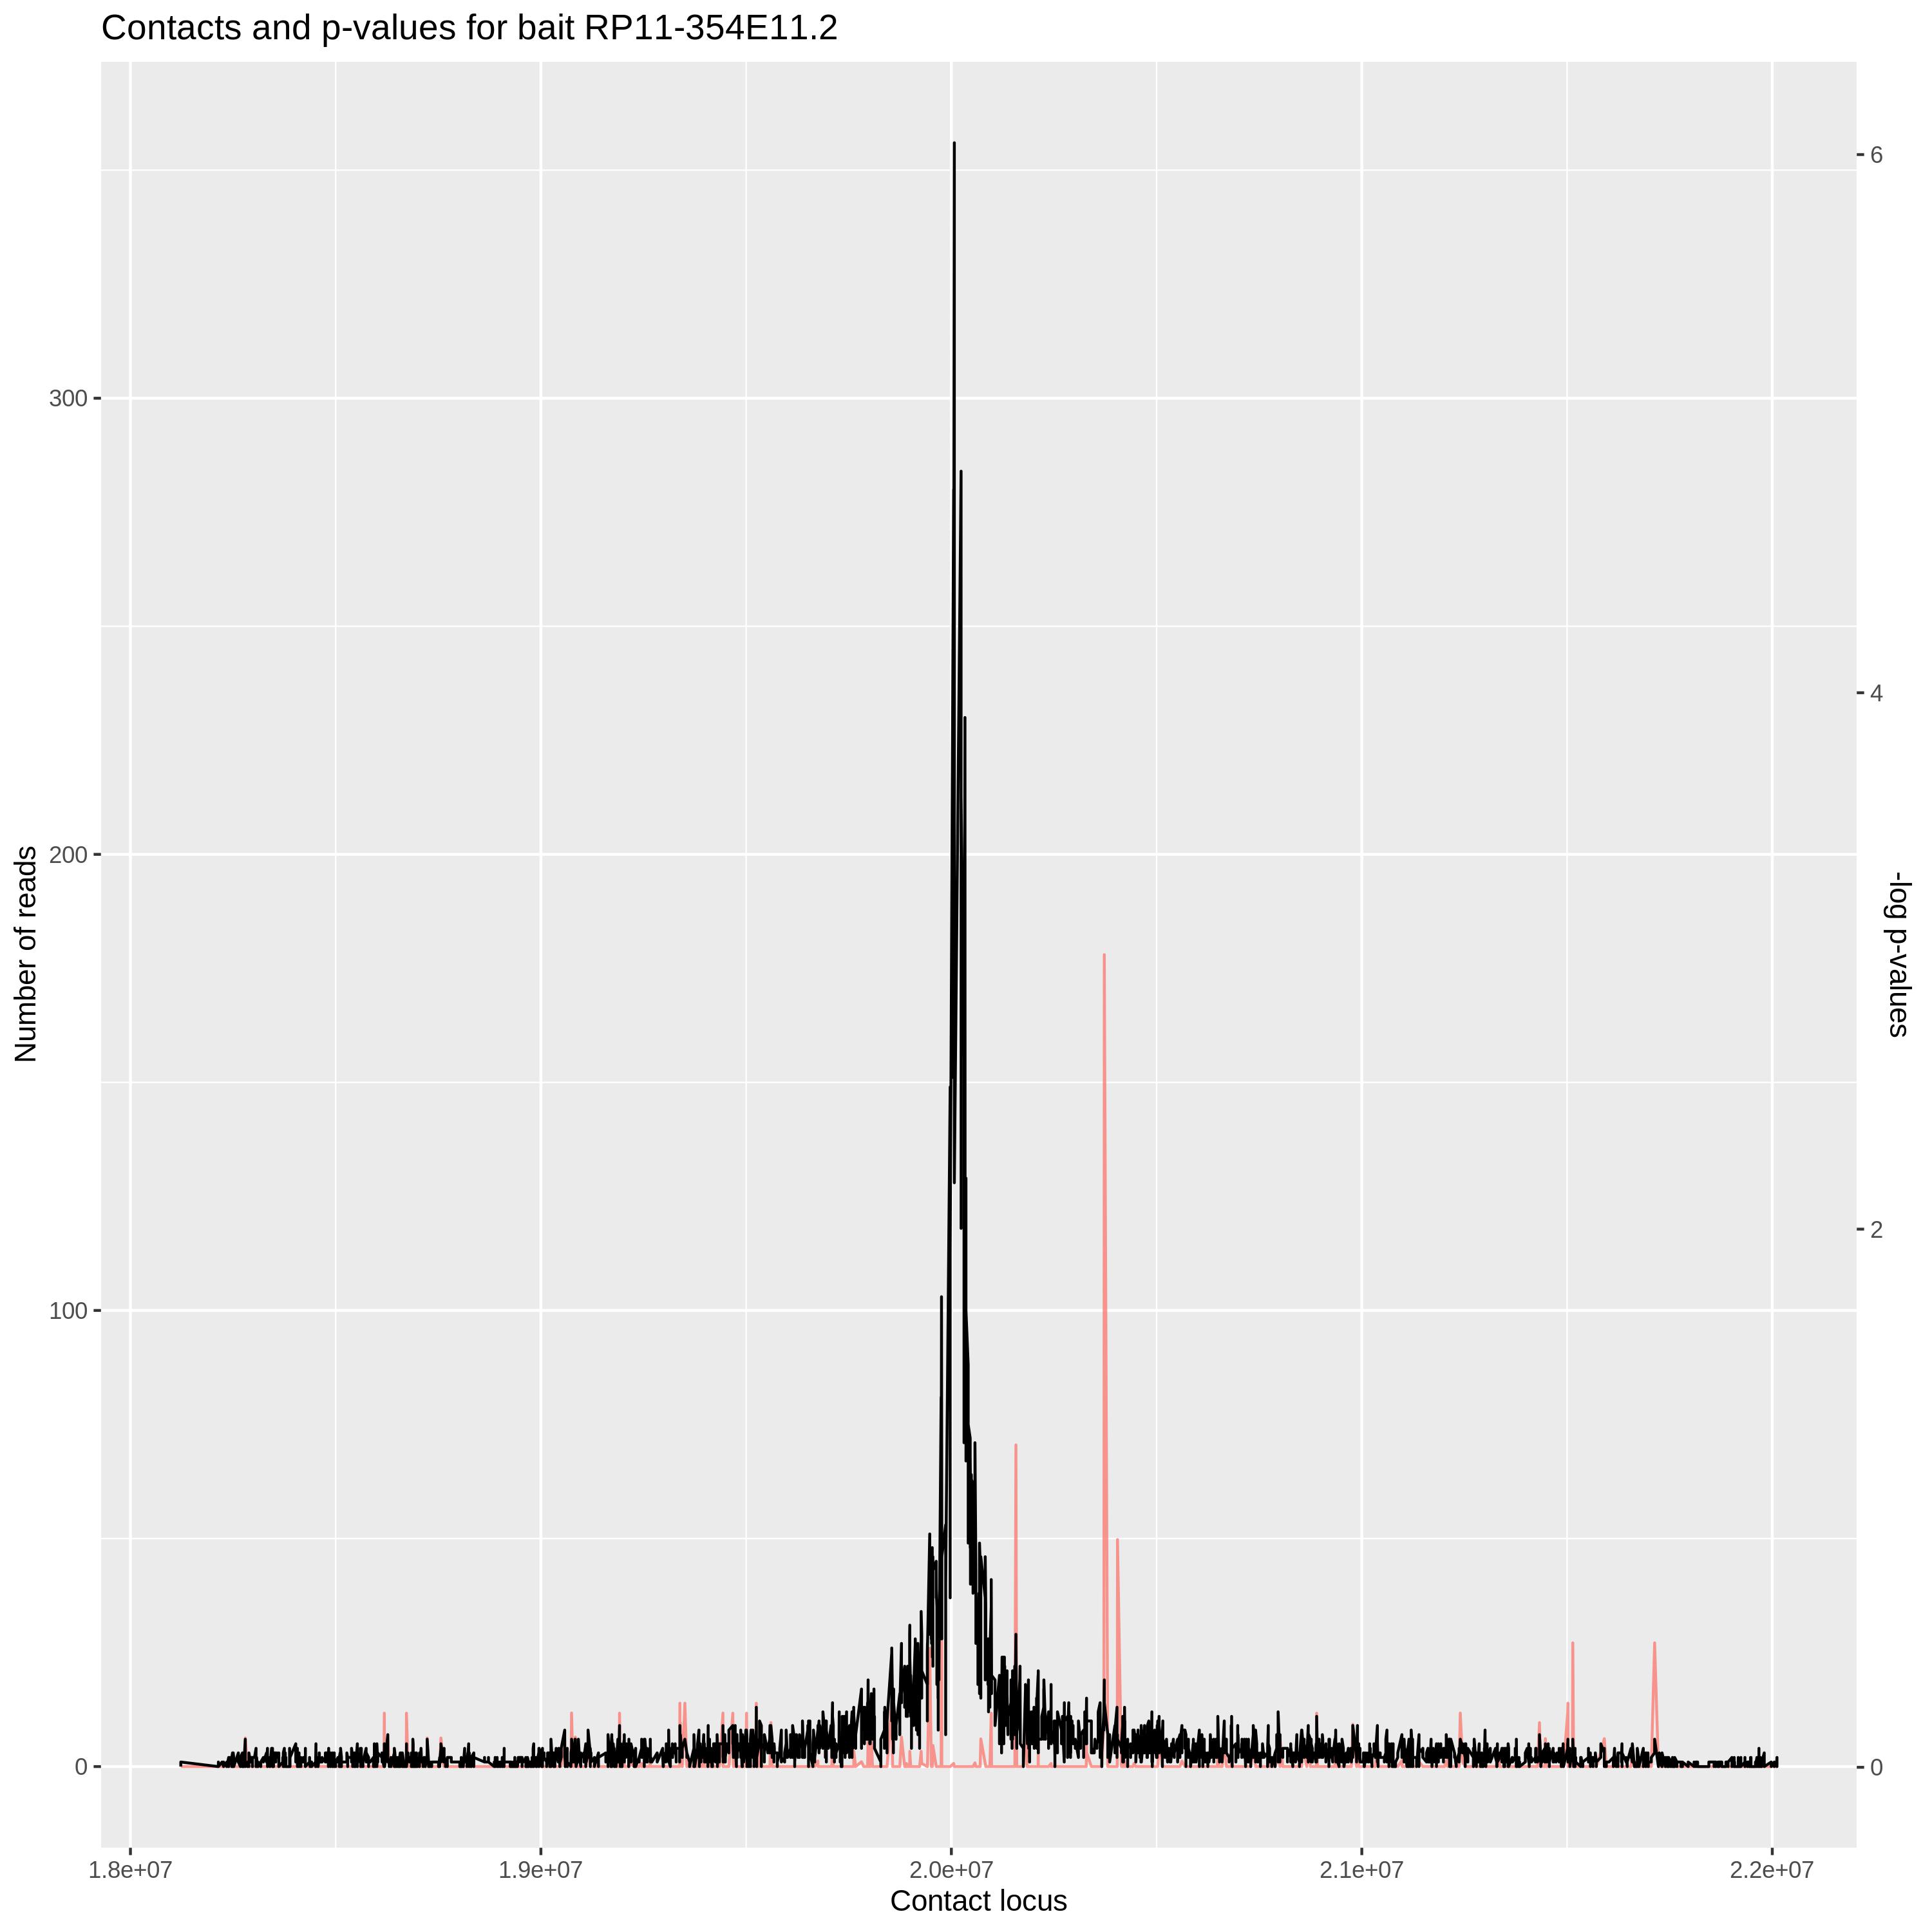 Contacts and p-values for bait RP11-354E11.2
Number of reads
300
200
100
0
6
4
2
0
-log p-values
1.8e+07
1.9e+07
2.0e+07
2.1e+07
2.2e+07
Contact locus